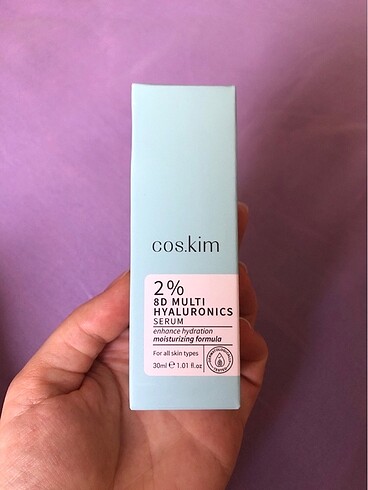 cos.kim
2%
8D MULTI
HYALURONICS
SERUM
enhance hydration
moisturizing formula
For all skin types
30ml ℮ 1.01 fl.oz